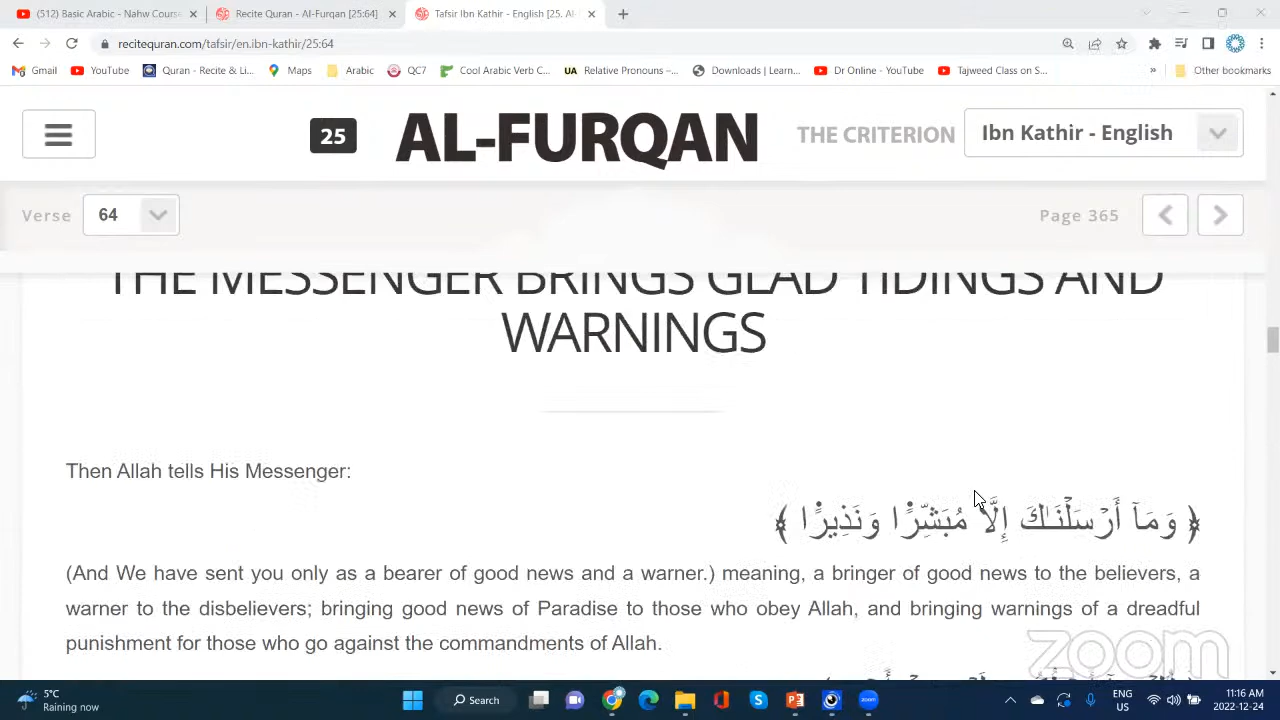 (512) Basic Arabic - Nahw Course
Recite Quran - Al-Furqan [25:64]
Tafsir Ibn Kathir - English [25. Al-
recitequran.com/tafsir/en.ibn-kathir/25:64
Gmail
YouTube
Quran - Recite & Li...
Maps
Arabic
QC7
Cool Arabic Verb C...
UA Relative Pronouns –...
Downloads | Learn...
Dr Online - YouTube
Tajweed Class on S...
»
Other bookmarks
25
AL-FURQAN
THE CRITERION
Ibn Kathir - English
Verse
64
Page 365
THE MESSENGER BRINGS GLAD TIDINGS AND
WARNINGS
Then Allah tells His Messenger:
﴿ وَمَآ أَرْسَلْنَـٰكَ إِلَّا مُبَشِّرًا وَنَذِيرًا ﴾
(And We have sent you only as a bearer of good news and a warner.) meaning, a bringer of good news to the believers, a
warner to the disbelievers; bringing good news of Paradise to those who obey Allah, and bringing warnings of a dreadful
punishment for those who go against the commandments of Allah.
zoom
5°C
Raining now
Search
zoom
ENG
US
11:16 AM
2022-12-24